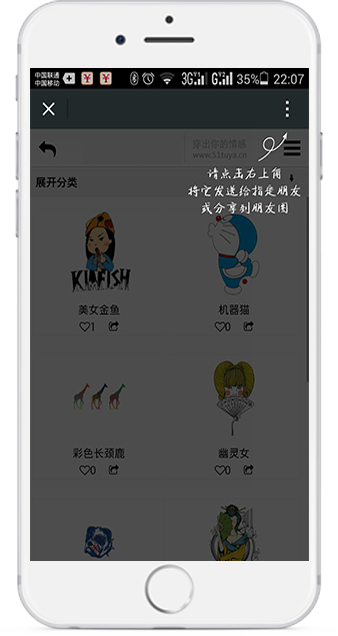 中国联通
中国移动
¥ ¥ 3G G 35% 22:07
穿出你的情感
www.51tuya.cn
请点击右上角
将它发送给指定朋友
或分享到朋友圈
展开分类
KINFISH
美女金鱼 机器猫
1 0
彩色长颈鹿 幽灵女
0 0